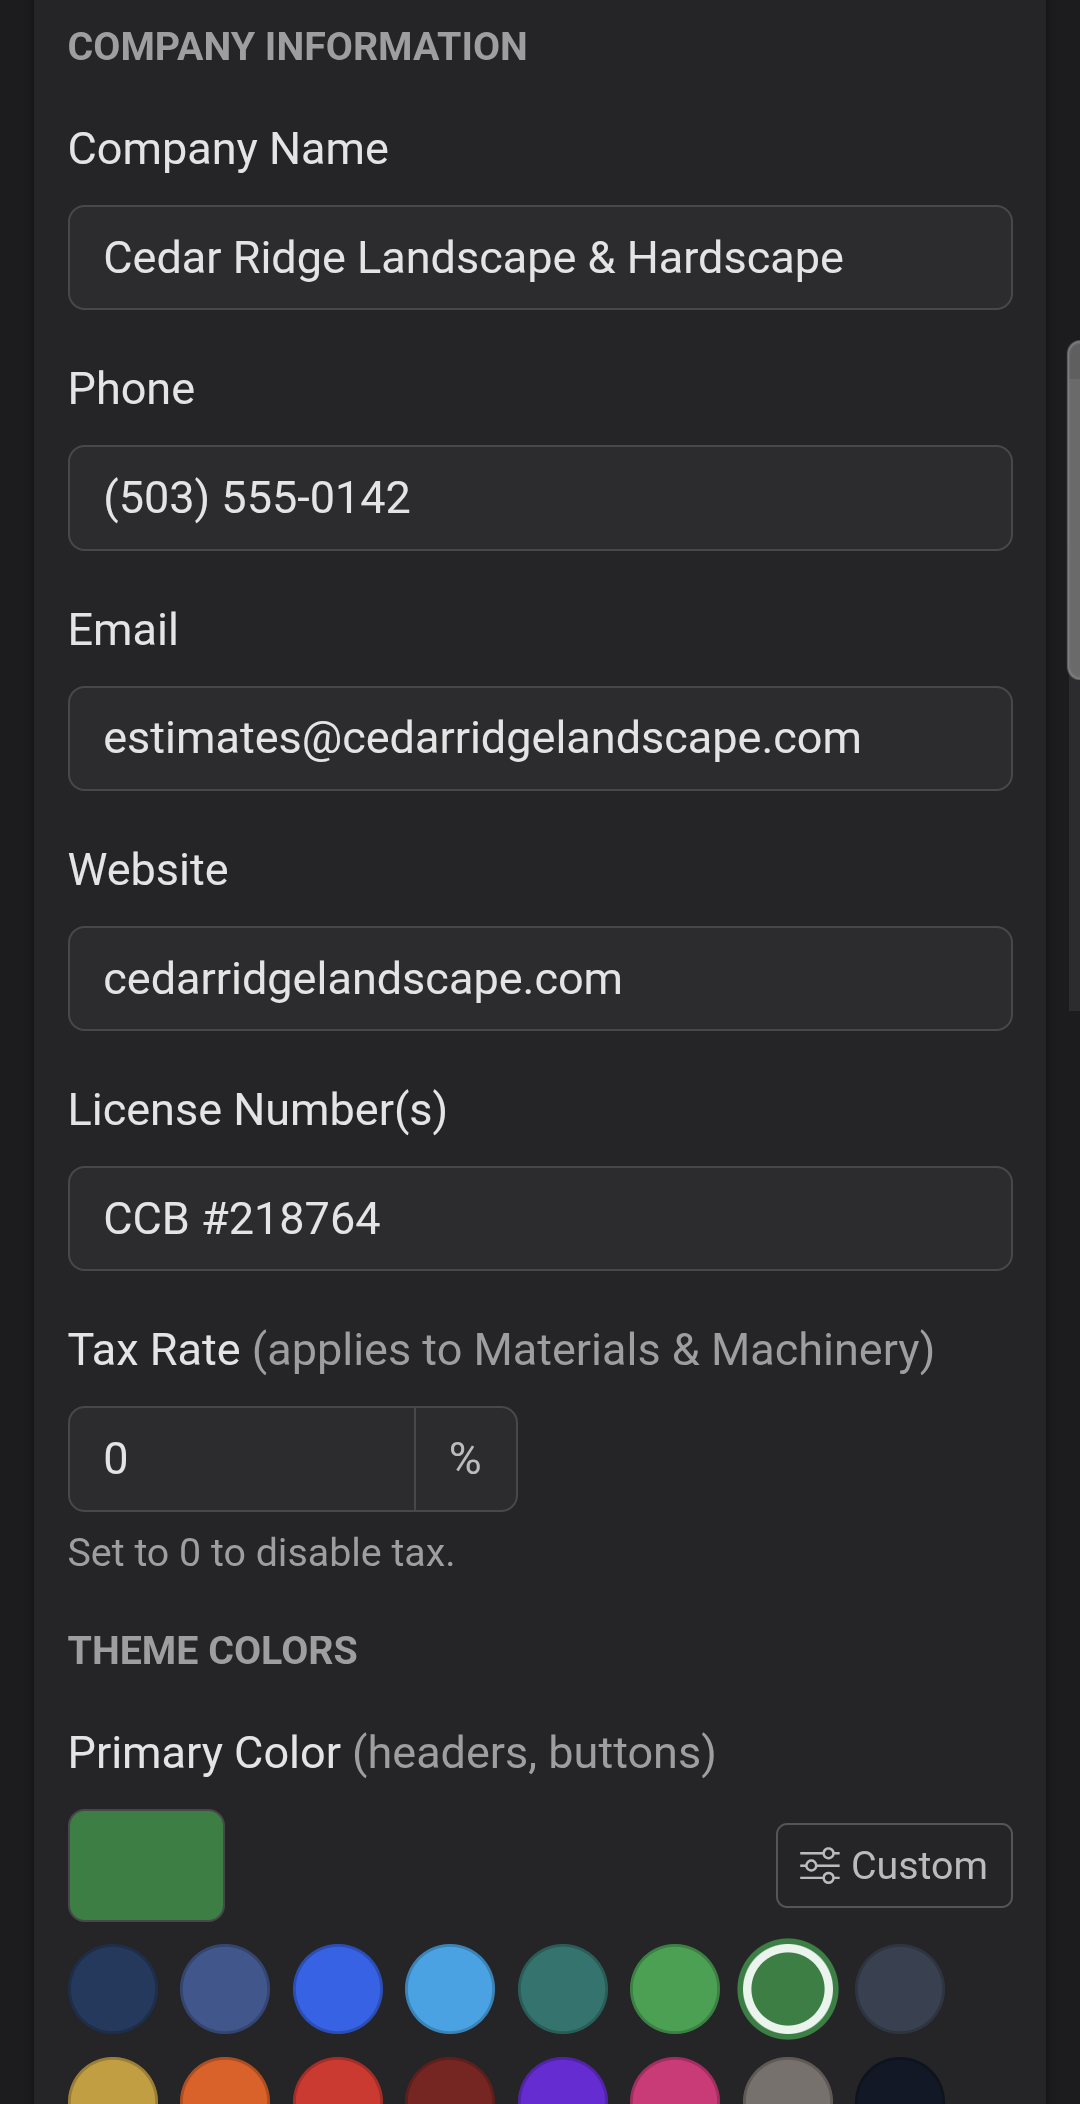 COMPANY INFORMATION
Company Name
Cedar Ridge Landscape & Hardscape
Phone
(503) 555-0142
Email
estimates@cedarridgelandscape.com
Website
cedarridgelandscape.com
License Number(s)
CCB #218764
Tax Rate (applies to Materials & Machinery)
0 %
Set to 0 to disable tax.
THEME COLORS
Primary Color (headers, buttons)
Custom